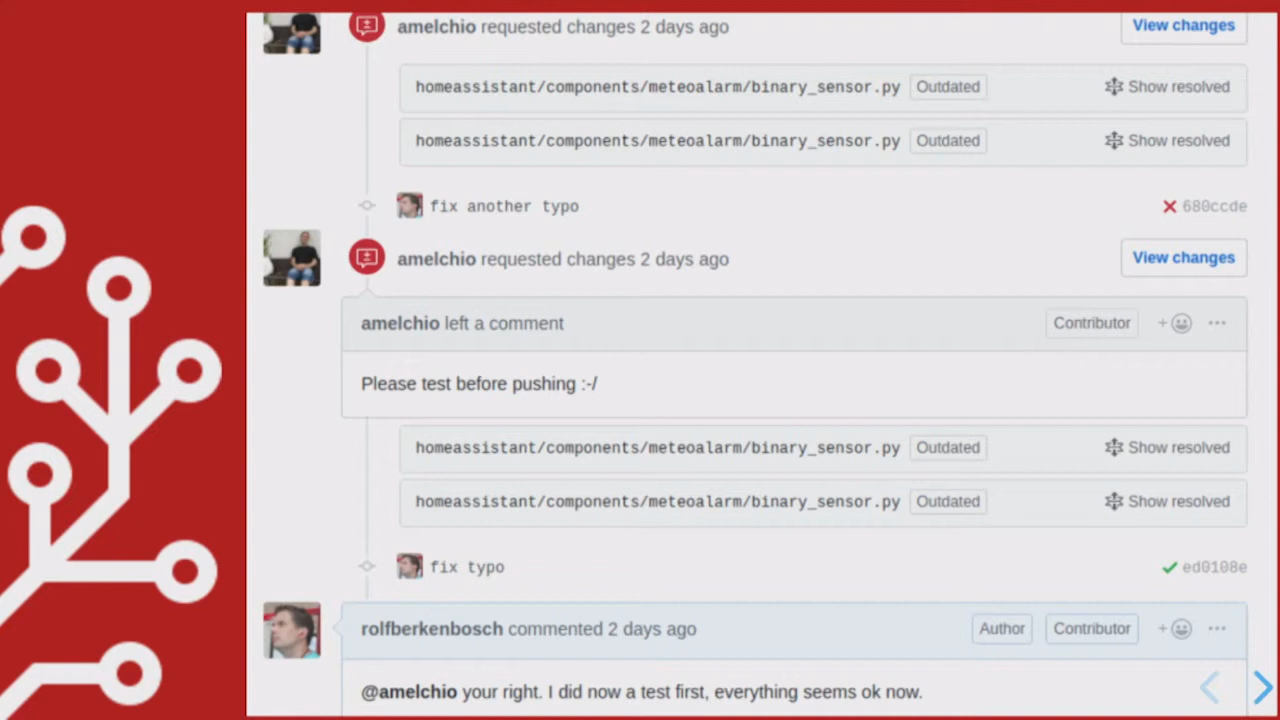 amelchio requested changes 2 days ago View changes
homeassistant/components/meteoalarm/binary_sensor.py Outdated Show resolved
homeassistant/components/meteoalarm/binary_sensor.py Outdated Show resolved
fix another typo 680ccde
amelchio requested changes 2 days ago View changes
amelchio left a comment Contributor
Please test before pushing :-/
homeassistant/components/meteoalarm/binary_sensor.py Outdated Show resolved
homeassistant/components/meteoalarm/binary_sensor.py Outdated Show resolved
fix typo ed0108e
rolfberkenbosch commented 2 days ago Author Contributor
@amelchio your right. I did now a test first, everything seems ok now.